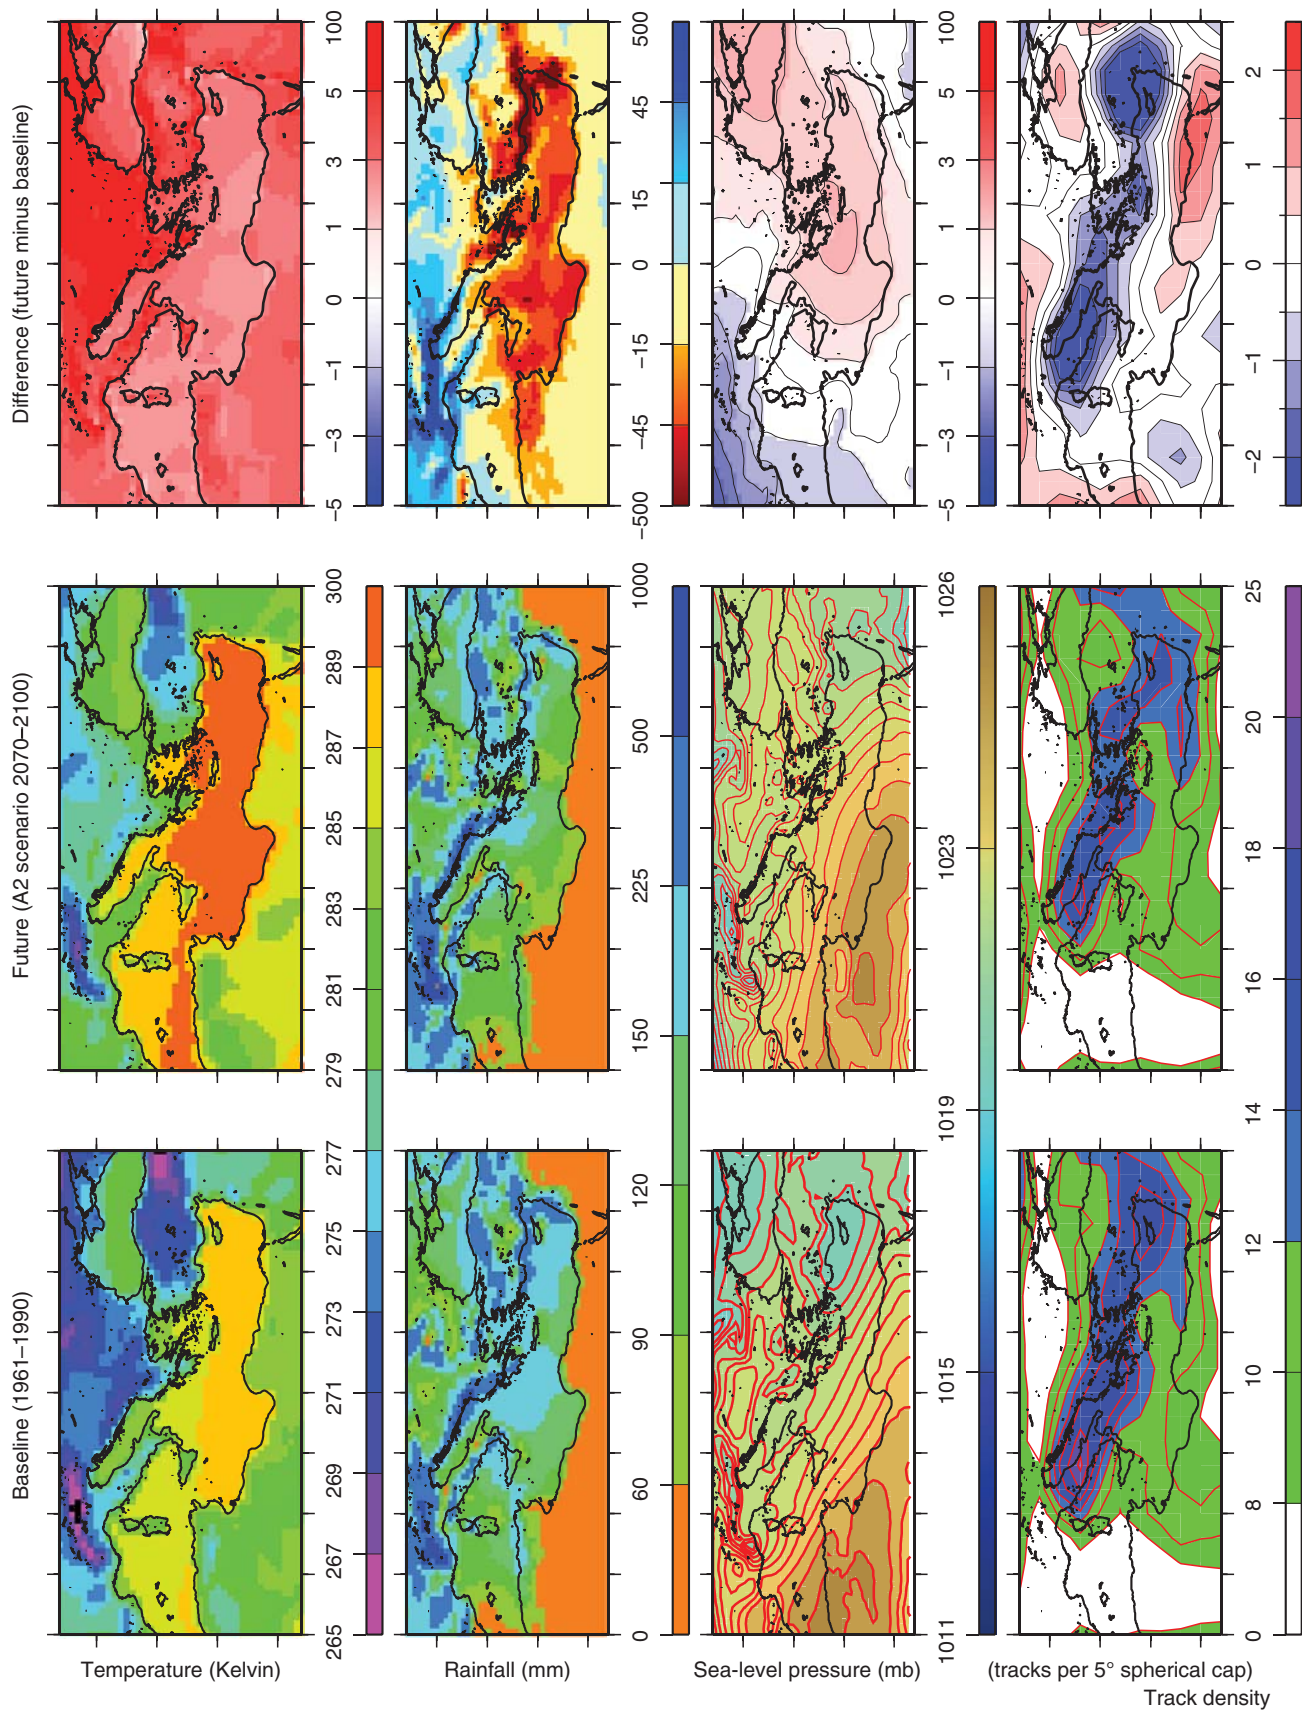 Baseline (1961–1990)
Future (A2 scenario 2070–2100)
Difference (future minus baseline)
Temperature (Kelvin)
265 267 269 271 273 275 277 279 281 283 285 287 289 300
−5 −3 −1 0 1 3 5 100
Rainfall (mm)
0 60 90 120 150 225 500 1000
−500 −45 −15 0 15 45 500
Sea-level pressure (mb)
1011 1015 1019 1023 1026
−5 −3 −1 0 1 3 5 100
(tracks per 5° spherical cap)
Track density
0 8 10 12 14 16 18 20 25
−2 −1 0 1 2